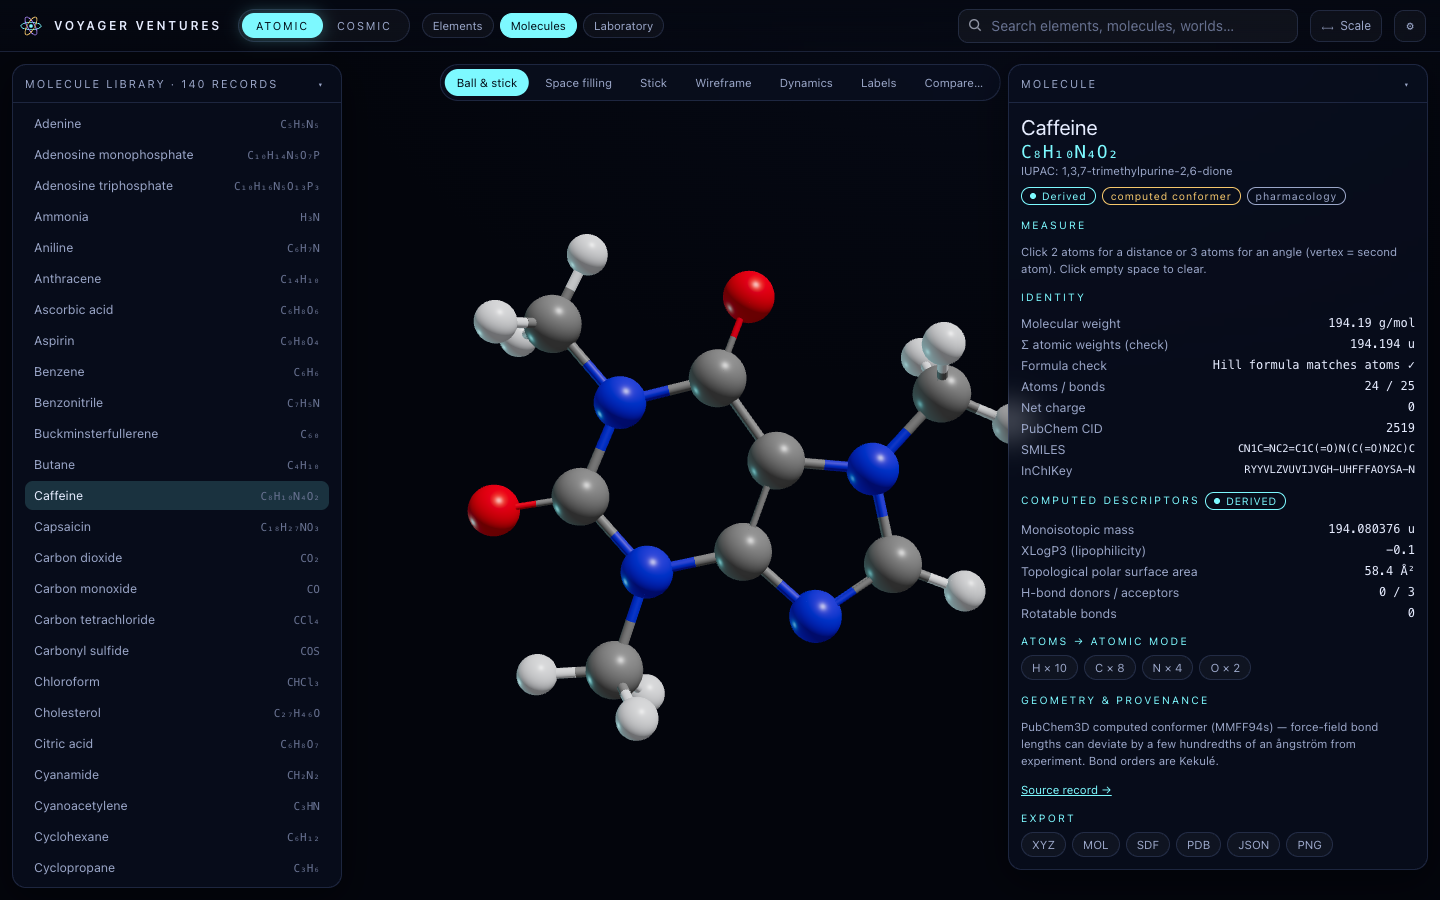 VOYAGER VENTURES
ATOMIC COSMIC
Elements Molecules Laboratory
Search elements, molecules, worlds...
Scale
MOLECULE LIBRARY · 140 RECORDS
Adenine C₅H₅N₅
Adenosine monophosphate C₁₀H₁₄N₅O₇P
Adenosine triphosphate C₁₀H₁₆N₅O₁₃P₃
Ammonia H₃N
Aniline C₆H₇N
Anthracene C₁₄H₁₀
Ascorbic acid C₆H₈O₆
Aspirin C₉H₈O₄
Benzene C₆H₆
Benzonitrile C₇H₅N
Buckminsterfullerene C₆₀
Butane C₄H₁₀
Caffeine C₈H₁₀N₄O₂
Capsaicin C₁₈H₂₇NO₃
Carbon dioxide CO₂
Carbon monoxide CO
Carbon tetrachloride CCl₄
Carbonyl sulfide COS
Chloroform CHCl₃
Cholesterol C₂₇H₄₆O
Citric acid C₆H₈O₇
Cyanamide CH₂N₂
Cyanoacetylene C₃HN
Cyclohexane C₆H₁₂
Cyclopropane C₃H₆
Ball & stick Space filling Stick Wireframe Dynamics Labels Compare...
MOLECULE
Caffeine
C₈H₁₀N₄O₂
IUPAC: 1,3,7-trimethylpurine-2,6-dione
Derived computed conformer pharmacology
MEASURE
Click 2 atoms for a distance or 3 atoms for an angle (vertex = second
atom). Click empty space to clear.
IDENTITY
Molecular weight 194.19 g/mol
Σ atomic weights (check) 194.194 u
Formula check Hill formula matches atoms ✓
Atoms / bonds 24 / 25
Net charge 0
PubChem CID 2519
SMILES CN1C=NC2=C1C(=O)N(C(=O)N2C)C
InChIKey RYYVLZVUVIJVGH-UHFFFAOYSA-N
COMPUTED DESCRIPTORS DERIVED
Monoisotopic mass 194.080376 u
XLogP3 (lipophilicity) −0.1
Topological polar surface area 58.4 Å²
H-bond donors / acceptors 0 / 3
Rotatable bonds 0
ATOMS → ATOMIC MODE
H × 10 C × 8 N × 4 O × 2
GEOMETRY & PROVENANCE
PubChem3D computed conformer (MMFF94s) — force-field bond
lengths can deviate by a few hundredths of an ångström from
experiment. Bond orders are Kekulé.
Source record →
EXPORT
XYZ MOL SDF PDB JSON PNG